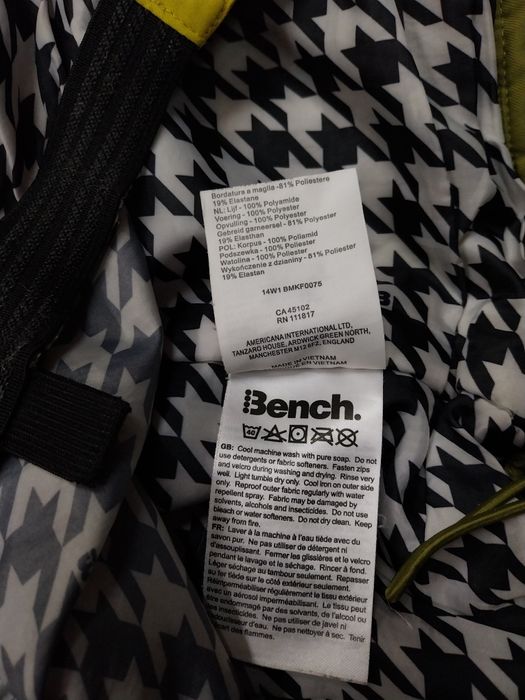 Bordatura a maglia - 81% Poliestere
19% Elastane
NL: Lijf - 100% Polyamide
Voering - 100% Polyester
Opvulling - 100% Polyester
Gebreid garneersel - 81% Polyester
19% Elasthan
POL: Korpus - 100% Poliamid
Podszewka - 100% Poliester
Watolina - 100% Poliester
Wykończenie z dzianiny - 81% Poliester
19% Elastan
14W1 BMKF0075
CA 45102
RN 111817
AMERICANA INTERNATIONAL LTD,
TANZARO HOUSE, ARDWICK GREEN NORTH,
MANCHESTER M12 6FZ, ENGLAND
MADE IN VIETNAM
EN VIETNAM
Bench.
40
GB: Cool machine wash with pure soap. Do not
use detergents or fabric softeners. Fasten zips
and velcro during washing and drying. Rinse very
well. Light tumble dry only. Cool iron on outer side
only. Reproof outer fabric regularly with water
repellent spray. Fabric may be damaged by
solvents, alcohols and insecticides. Do not use
bleach or softeners. Do not dry clean. Keep
away from fire.
FR: Laver à la machine à l'eau tiède avec du
savon pur. Ne pas utiliser de détergent ni
d'assouplissant. Fermer les glissières et le velcro
pendant le lavage et le séchage. Rincer à fond.
Léger séchage au tambour seulement. Repasser
au fer tiède sur le côté extérieur seulement.
Réimperméabiliser régulièrement le tissu extérieur
avec un aérosol imperméabilisant. Le tissu peut
être endommagé par des solvants, de l'alcool ou
des insecticides. Ne pas utiliser de javel ni
d'adoucisseur d'eau. Ne pas nettoyer à sec. Tenir
à l'écart des flammes.